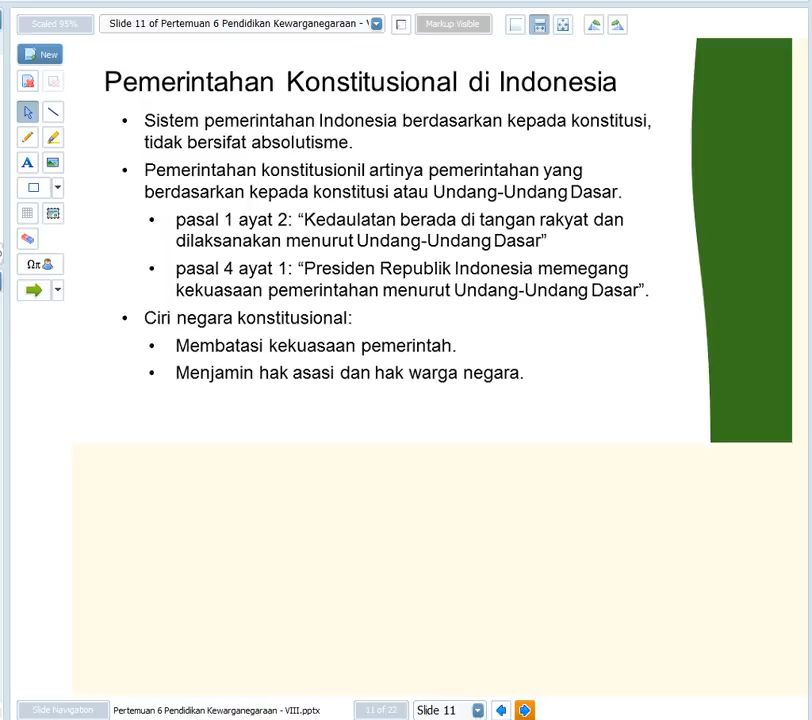 Scaled 95%
Slide 11 of Pertemuan 6 Pendidikan Kewarganegaraan - V
Markup Visible
New
Pemerintahan Konstitusional di Indonesia
• Sistem pemerintahan Indonesia berdasarkan kepada konstitusi,
tidak bersifat absolutisme.
• Pemerintahan konstitusionil artinya pemerintahan yang
berdasarkan kepada konstitusi atau Undang-Undang Dasar.
• pasal 1 ayat 2: “Kedaulatan berada di tangan rakyat dan
dilaksanakan menurut Undang-Undang Dasar”
• pasal 4 ayat 1: “Presiden Republik Indonesia memegang
kekuasaan pemerintahan menurut Undang-Undang Dasar”.
• Ciri negara konstitusional:
• Membatasi kekuasaan pemerintah.
• Menjamin hak asasi dan hak warga negara.
A
Ωπ
Slide Navigation
Pertemuan 6 Pendidikan Kewarganegaraan - VIII.pptx
11 of 22
Slide 11